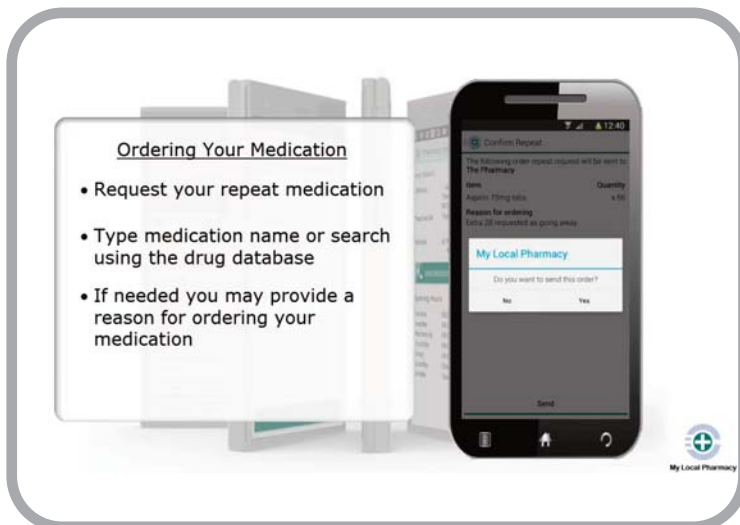 Ordering Your Medication
• Request your repeat medication
• Type medication name or search
using the drug database
• If needed you may provide a
reason for ordering your
medication
12:40
Confirm Repeat
The following order repeat request will be sent to
The Pharmacy
Item Quantity
Aspirin 75mg tabs x 56
Reason for ordering
Extra 28 requested as going away
My Local Pharmacy
Do you want to send this order?
No Yes
Send
My Local Pharmacy